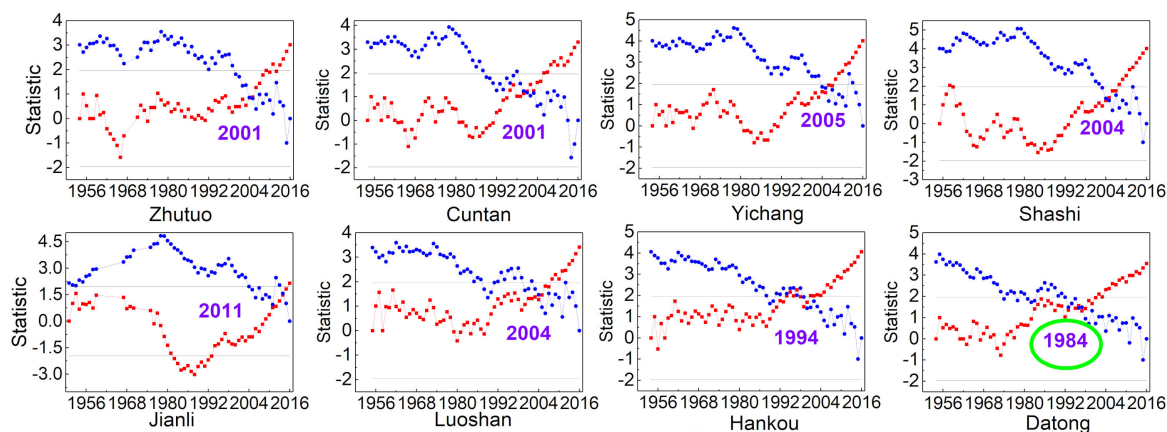 4 3 2 1 0 -1 -2
Statistic
2001
1956 1968 1980 1992 2004 2016
Zhutuo
4 3 2 1 0 -1 -2
Statistic
2001
1956 1968 1980 1992 2004 2016
Cuntan
5 4 3 2 1 0 -1 -2
Statistic
2005
1956 1968 1980 1992 2004 2016
Yichang
6 5 4 3 2 1 0 -1 -2 -3
Statistic
2004
1956 1968 1980 1992 2004 2016
Shashi
4.5 3.0 1.5 0.0 -1.5 -3.0
Statistic
2011
1956 1968 1980 1992 2004 2016
Jianli
4 3 2 1 0 -1 -2
Statistic
2004
1956 1968 1980 1992 2004 2016
Luoshan
5 4 3 2 1 0 -1 -2
Statistic
1994
1956 1968 1980 1992 2004 2016
Hankou
5 4 3 2 1 0 -1 -2
Statistic
1984
1956 1968 1980 1992 2004 2016
Datong